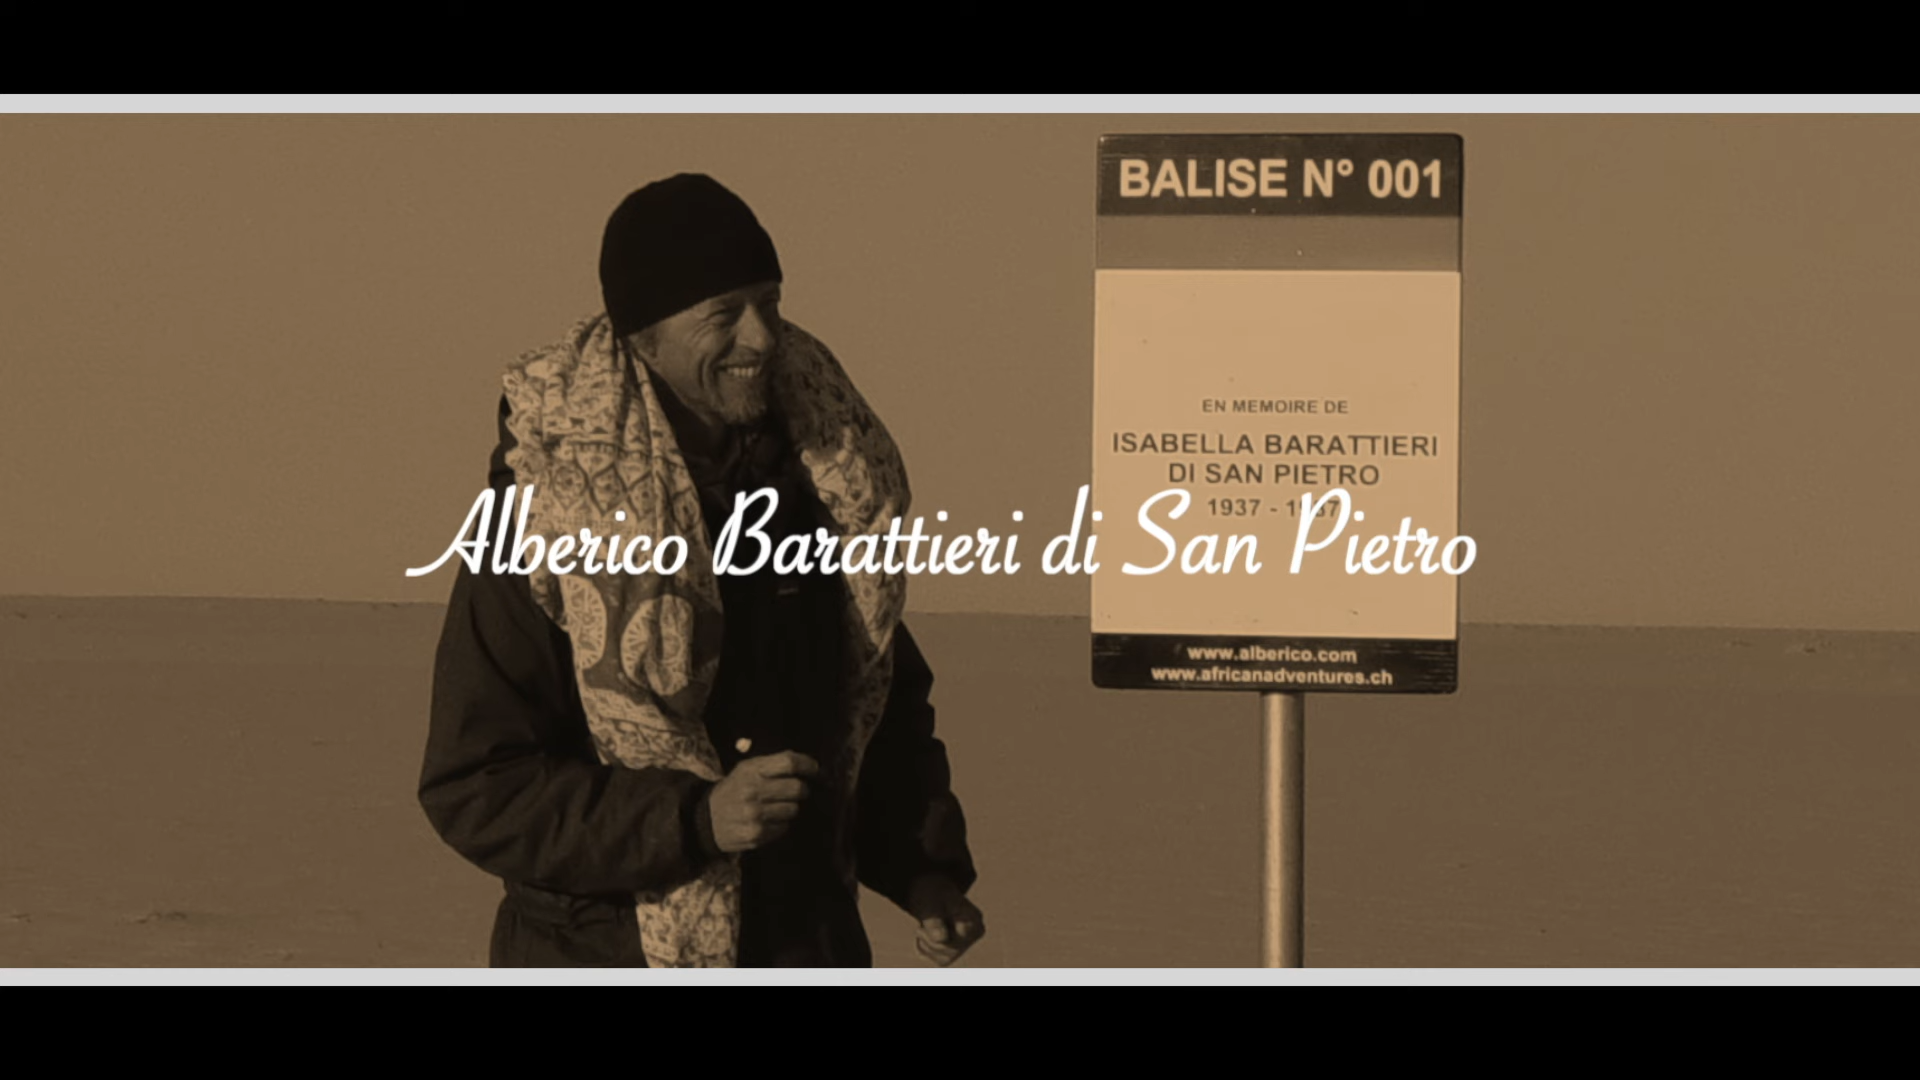 BALISE N° 001
EN MEMOIRE DE
ISABELLA BARATTIERI
DI SAN PIETRO
1937 - 
Alberico Barattieri di San Pietro
www.alberico.com
www.africanadventures.ch